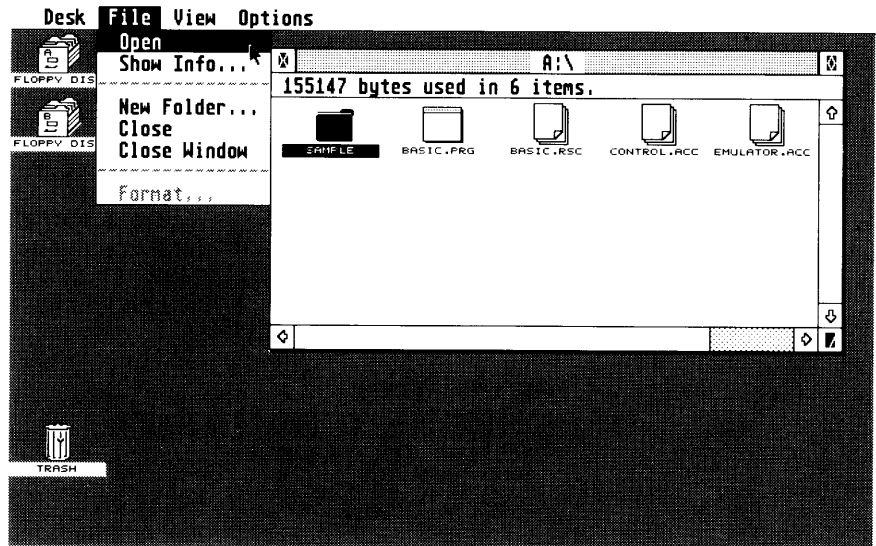 Desk File View Options
Open
Show Info...
New Folder...
Close
Close Window
Format...
A
FLOPPY DIS
B
FLOPPY DIS
A:\
155147 bytes used in 6 items.
SAMPLE BASIC.PRG BASIC.RSC CONTROL.ACC EMULATOR.ACC
TRASH